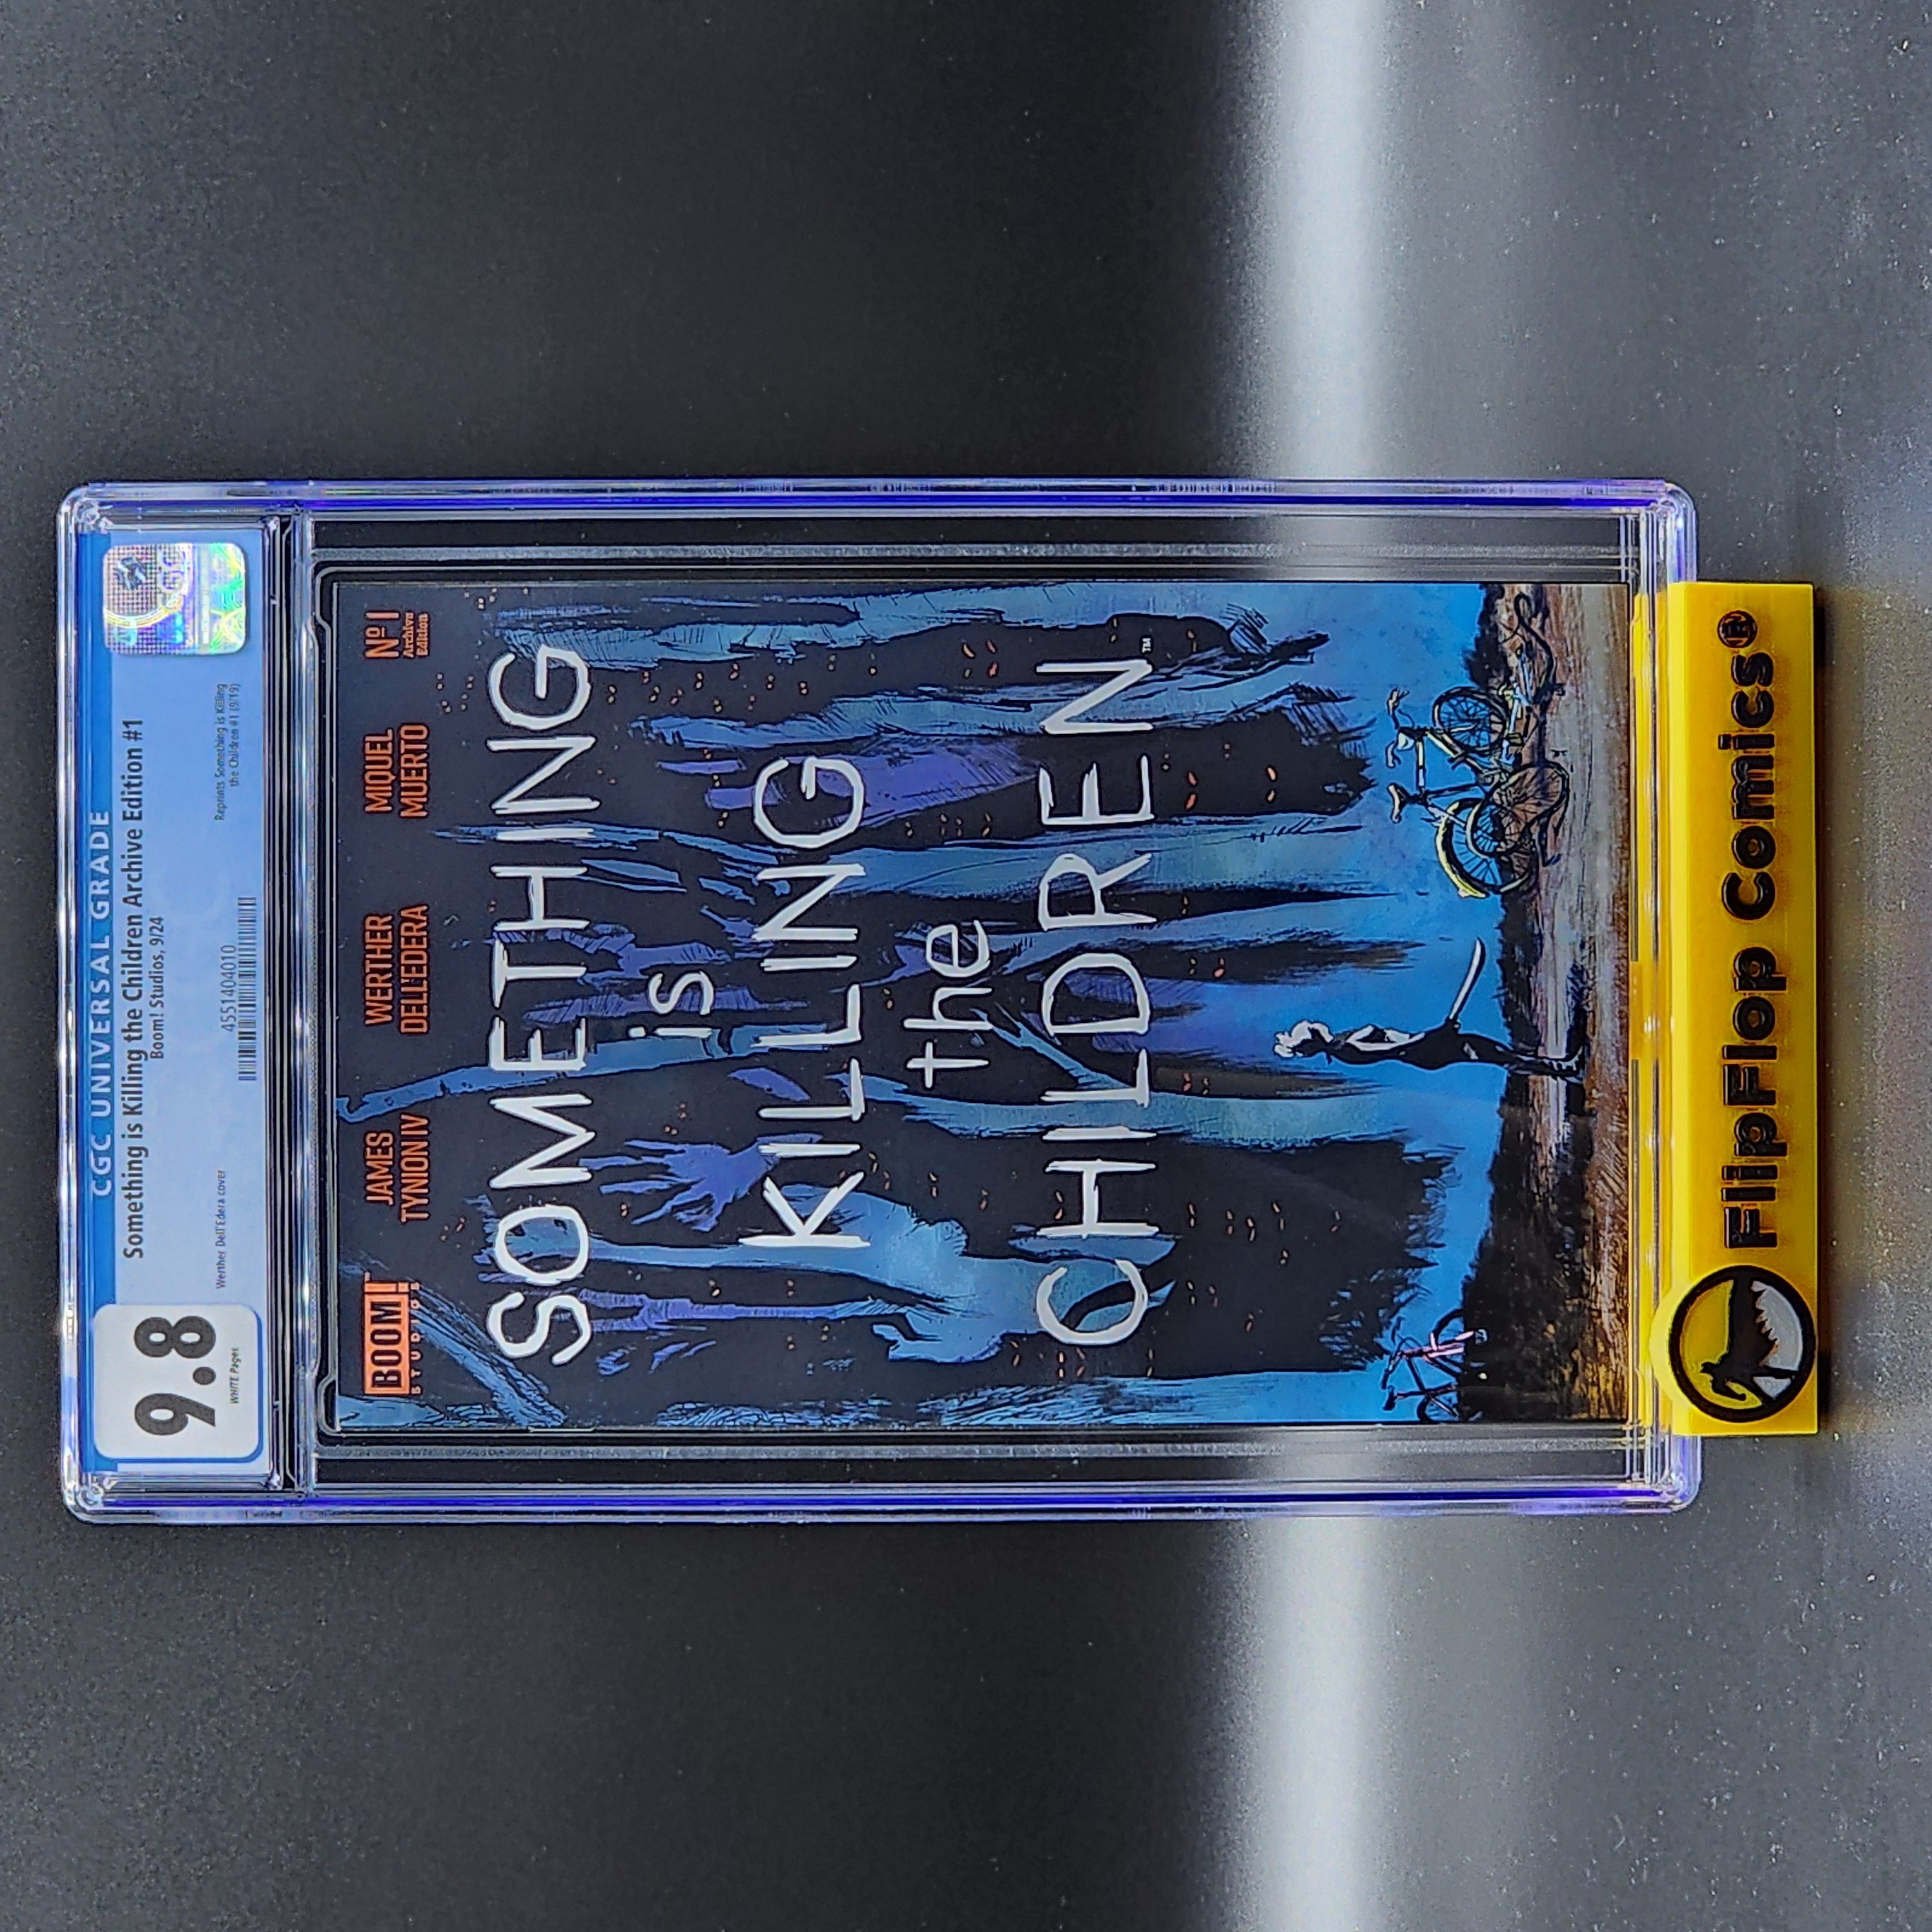 CGC UNIVERSAL GRADE
9.8
WHITE Pages
Something is Killing the Children Archive Edition #1
Boom! Studios, 9/24
Werther Dell'Edera cover
4551404010
Reprints Something is Killing
the Children #1 (9/19)
CGC
BOOM!™
STUDIOS
JAMES
TYNION IV
WERTHER
DELL'EDERA
MIQUEL
MUERTO
Nº 1
Archive
Edition
SOMETHING
is
KILLING
the
CHILDREN™
FlipFlop Comics®